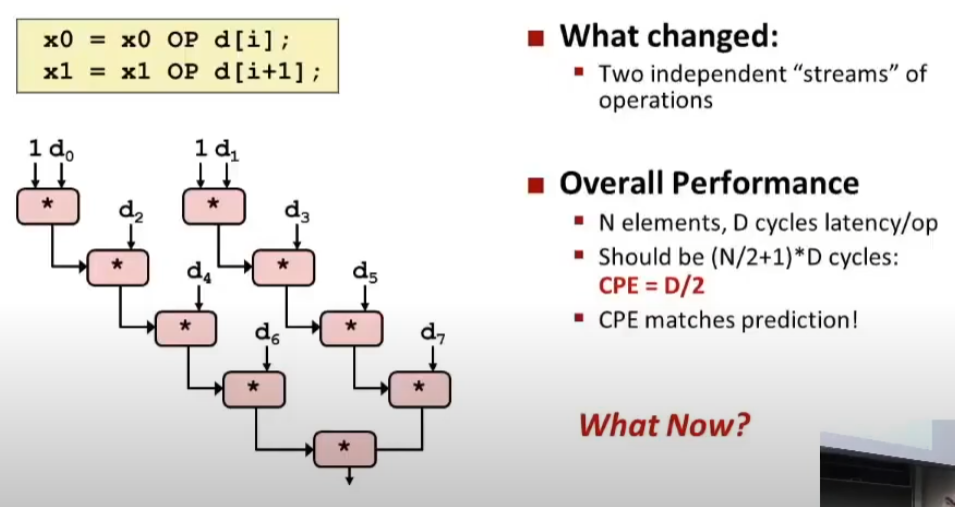 x0 = x0 OP d[i];
x1 = x1 OP d[i+1];
1 d₀
1 d₁
*
*
d₂
d₃
*
*
d₄
d₅
*
*
d₆
d₇
*
*
*
■ What changed:
▪ Two independent “streams” of
operations
■ Overall Performance
▪ N elements, D cycles latency/op
▪ Should be (N/2+1)*D cycles:
CPE = D/2
▪ CPE matches prediction!
What Now?